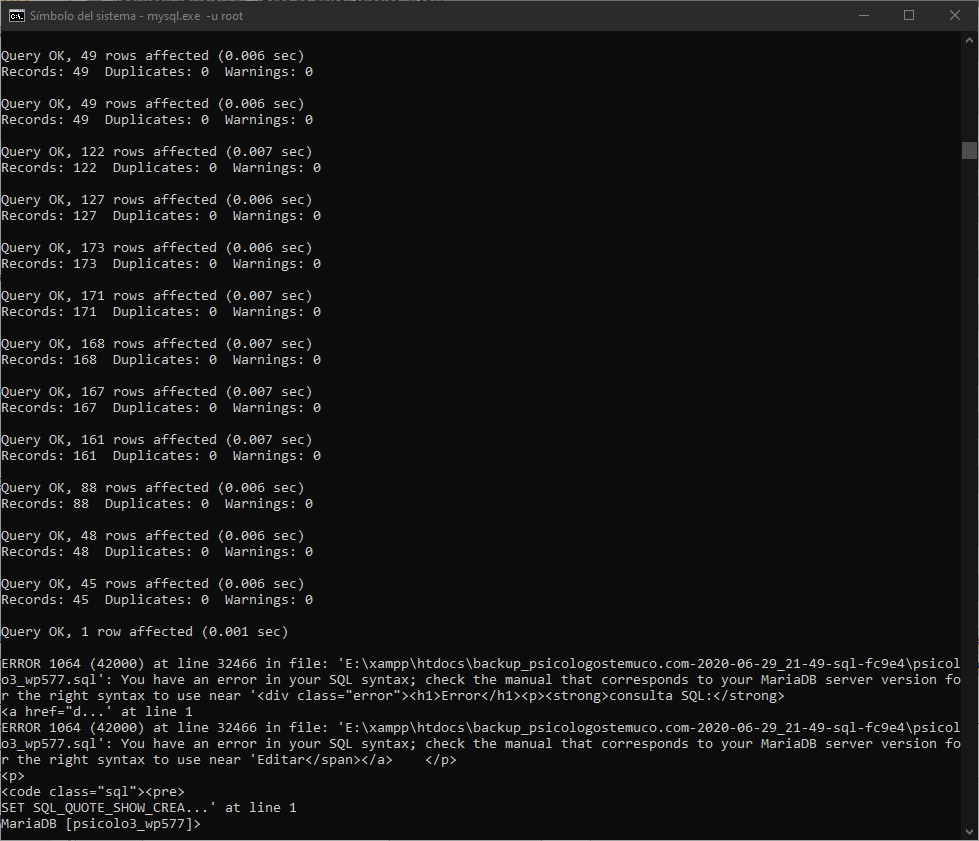 Símbolo del sistema - mysql.exe  -u root
Query OK, 49 rows affected (0.006 sec)
Records: 49  Duplicates: 0  Warnings: 0
Query OK, 49 rows affected (0.006 sec)
Records: 49  Duplicates: 0  Warnings: 0
Query OK, 122 rows affected (0.007 sec)
Records: 122  Duplicates: 0  Warnings: 0
Query OK, 127 rows affected (0.006 sec)
Records: 127  Duplicates: 0  Warnings: 0
Query OK, 173 rows affected (0.006 sec)
Records: 173  Duplicates: 0  Warnings: 0
Query OK, 171 rows affected (0.007 sec)
Records: 171  Duplicates: 0  Warnings: 0
Query OK, 168 rows affected (0.007 sec)
Records: 168  Duplicates: 0  Warnings: 0
Query OK, 167 rows affected (0.007 sec)
Records: 167  Duplicates: 0  Warnings: 0
Query OK, 161 rows affected (0.007 sec)
Records: 161  Duplicates: 0  Warnings: 0
Query OK, 88 rows affected (0.006 sec)
Records: 88  Duplicates: 0  Warnings: 0
Query OK, 48 rows affected (0.006 sec)
Records: 48  Duplicates: 0  Warnings: 0
Query OK, 45 rows affected (0.006 sec)
Records: 45  Duplicates: 0  Warnings: 0
Query OK, 1 row affected (0.001 sec)
ERROR 1064 (42000) at line 32466 in file: 'E:\xampp\htdocs\backup_psicologostemuco.com-2020-06-29_21-49-sql-fc9e4\psicol
o3_wp577.sql': You have an error in your SQL syntax; check the manual that corresponds to your MariaDB server version fo
r the right syntax to use near '<div class="error"><h1>Error</h1><p><strong>consulta SQL:</strong>
<a href="d...' at line 1
ERROR 1064 (42000) at line 32466 in file: 'E:\xampp\htdocs\backup_psicologostemuco.com-2020-06-29_21-49-sql-fc9e4\psicol
o3_wp577.sql': You have an error in your SQL syntax; check the manual that corresponds to your MariaDB server version fo
r the right syntax to use near 'Editar</span></a>    </p>
<p>
<code class="sql"><pre>
SET SQL_QUOTE_SHOW_CREA...' at line 1
MariaDB [psicolo3_wp577]>